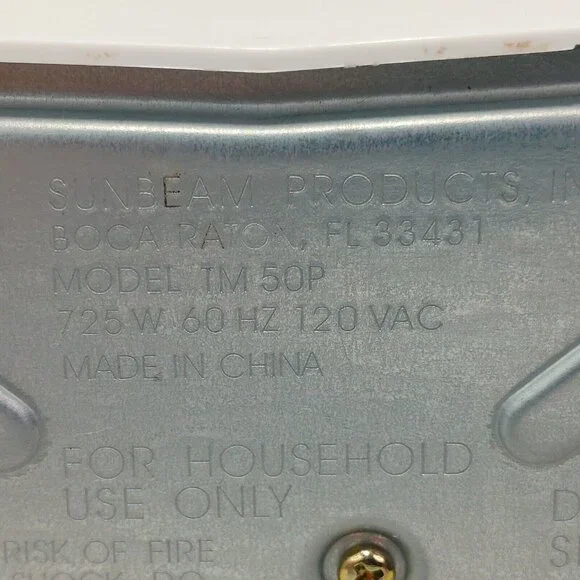 SUNBEAM PRODUCTS, IN
BOCA RATON, FL 33431
MODEL TM 50P
725 W 60 HZ 120 VAC
MADE IN CHINA
FOR HOUSEHOLD
USE ONLY
RISK OF FIRE